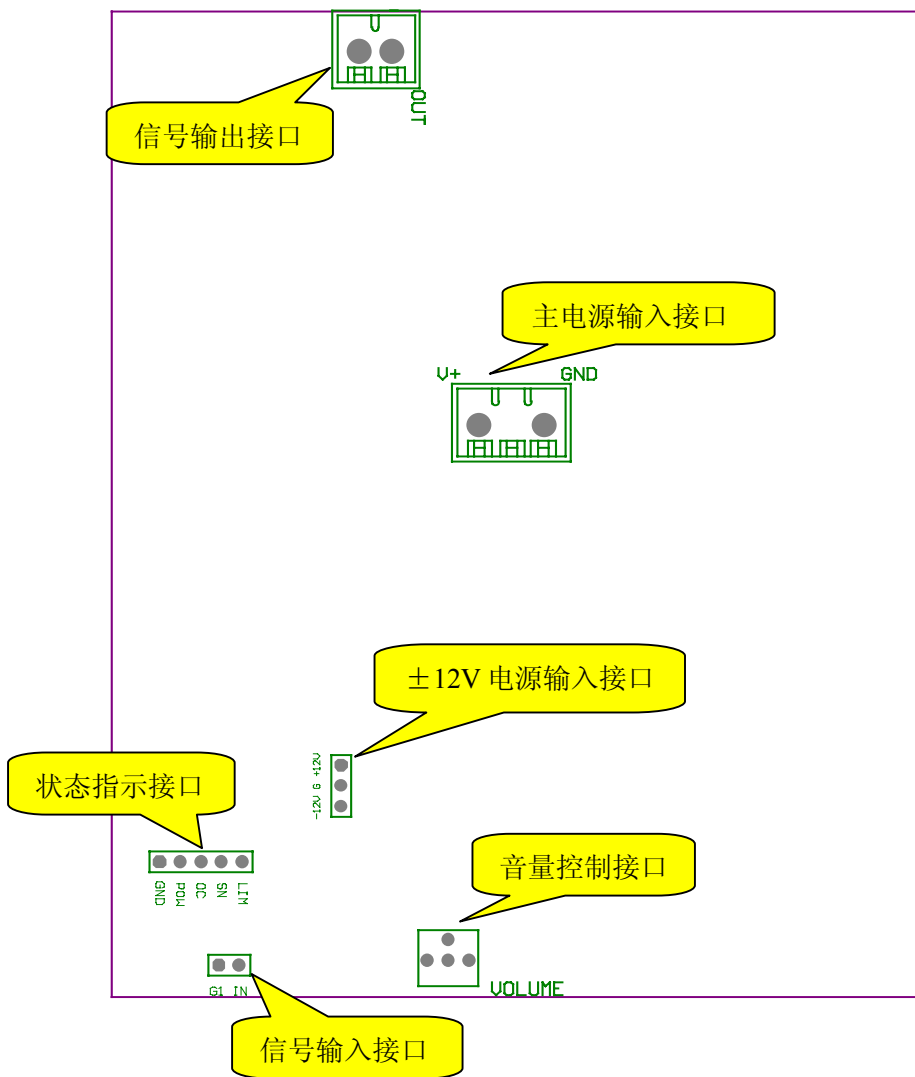 OUT
信号输出接口
主电源输入接口
V+ GND
±12V 电源输入接口
-12V G +12V
状态指示接口
GND
POW
OC
SN
LIM
音量控制接口
G1 IN
VOLUME
信号输入接口